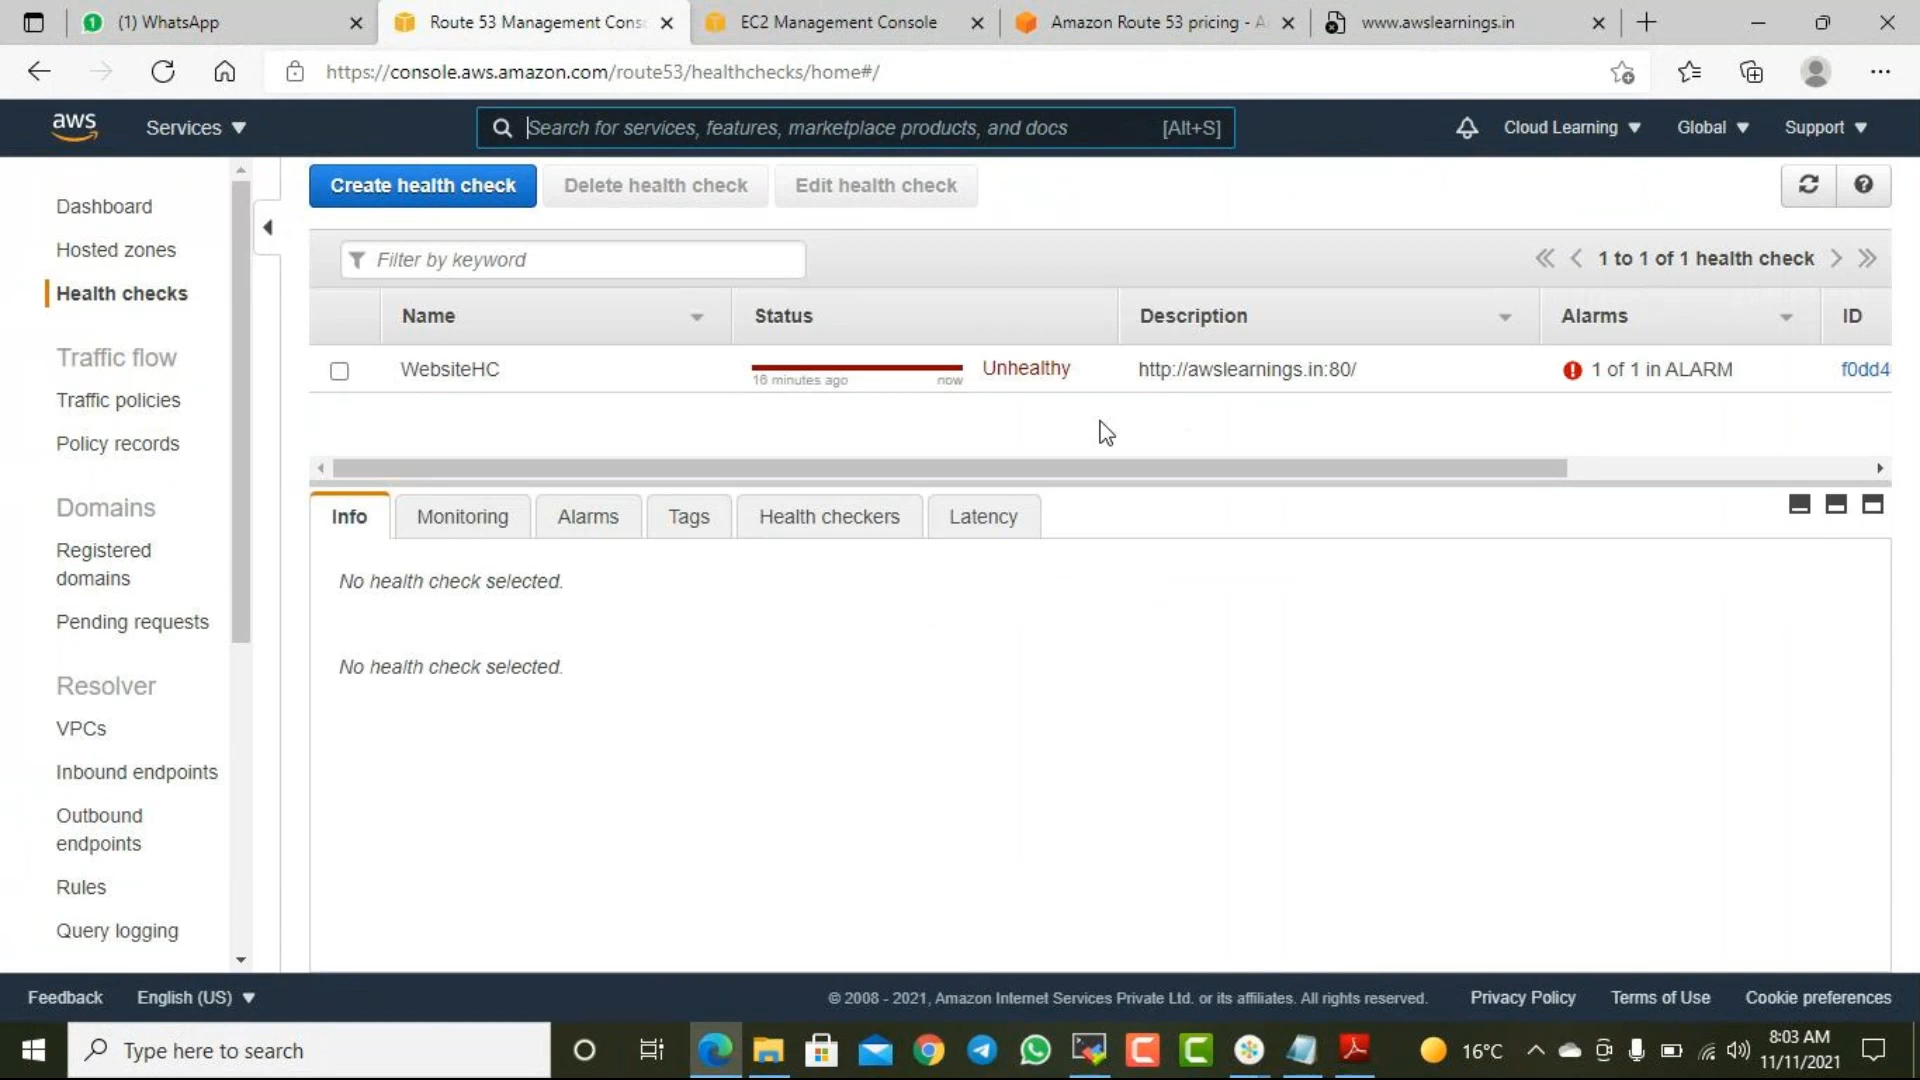 (1) WhatsApp
Route 53 Management Cons
EC2 Management Console
Amazon Route 53 pricing - A
www.awslearnings.in
https://console.aws.amazon.com/route53/healthchecks/home#/
aws
Services
Search for services, features, marketplace products, and docs
[Alt+S]
Cloud Learning
Global
Support
Dashboard
Hosted zones
Health checks
Traffic flow
Traffic policies
Policy records
Domains
Registered
domains
Pending requests
Resolver
VPCs
Inbound endpoints
Outbound
endpoints
Rules
Query logging
Create health check
Delete health check
Edit health check
Filter by keyword
1 to 1 of 1 health check
Name
Status
Description
Alarms
ID
WebsiteHC
16 minutes ago
now
Unhealthy
http://awslearnings.in:80/
1 of 1 in ALARM
f0dd4
Info
Monitoring
Alarms
Tags
Health checkers
Latency
No health check selected.
No health check selected.
Feedback
English (US)
© 2008 - 2021, Amazon Internet Services Private Ltd. or its affiliates. All rights reserved.
Privacy Policy
Terms of Use
Cookie preferences
Type here to search
16°C
8:03 AM
11/11/2021